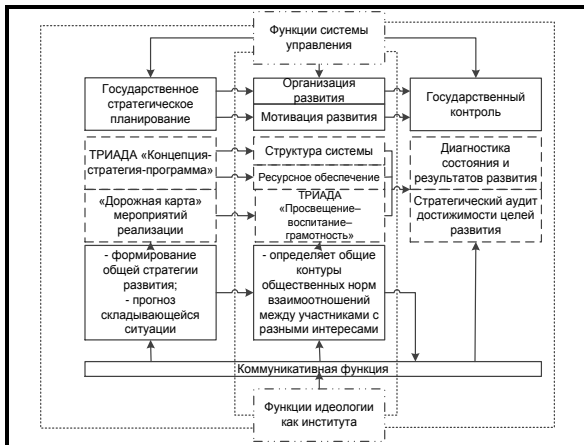 Функции системы
управления
Государственное
стратегическое
планирование
Организация
развития
Мотивация развития
Государственный
контроль
ТРИАДА «Концепция-
стратегия-программа»
Структура системы
Ресурсное обеспечение
Диагностика
состояния и
результатов развития
«Дорожная карта»
мероприятий
реализации
ТРИАДА
«Просвещение–
воспитание–
грамотность»
Стратегический аудит
достижимости целей
развития
- формирование
общей стратегии
развития;
- прогноз
складывающейся
ситуации
- определяет общие
контуры
общественных норм
взаимоотношений
между участниками с
разными интересами
Коммуникативная функция
Функции идеологии
как института